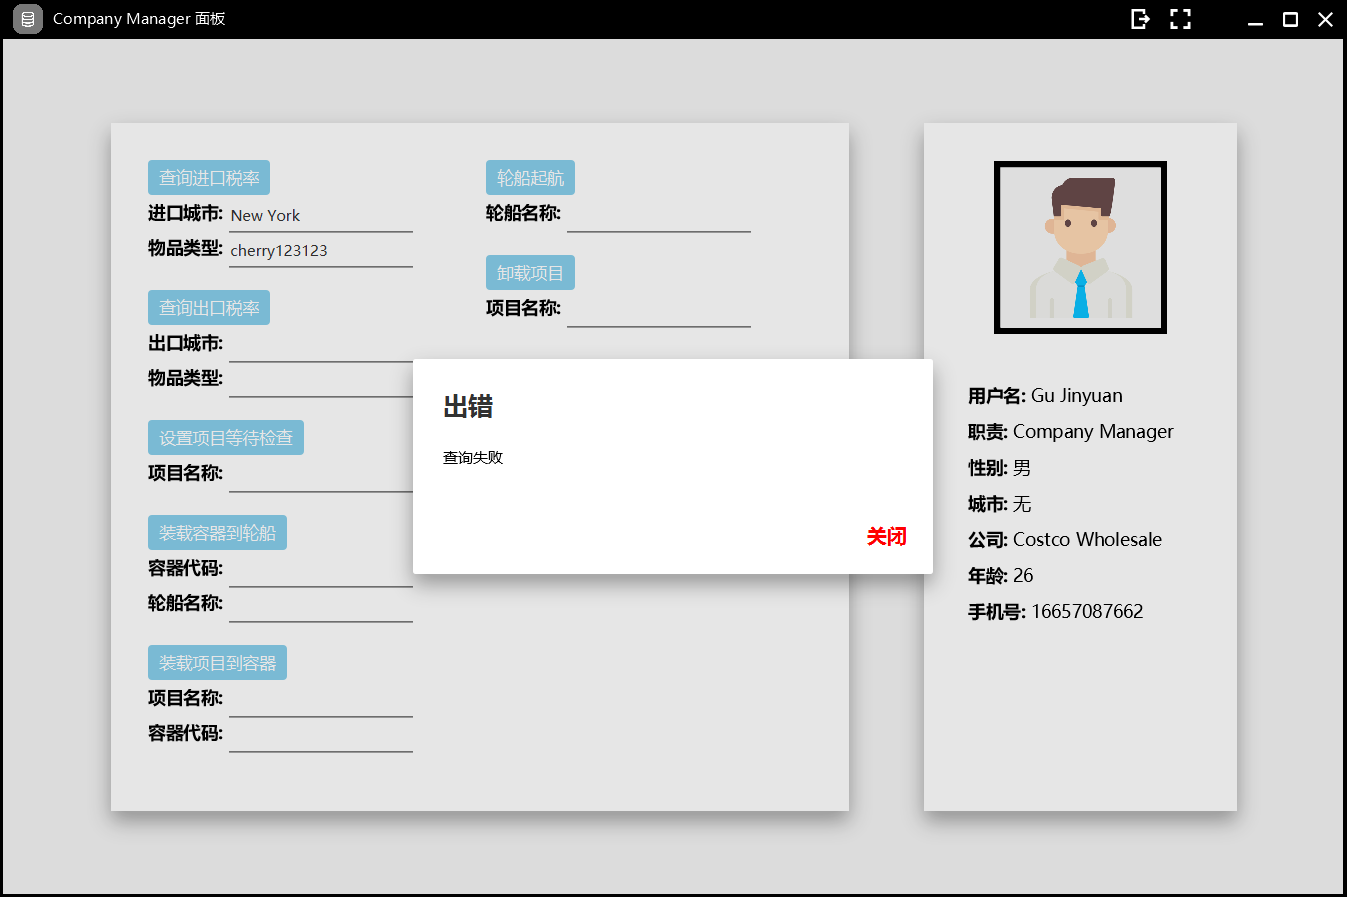 Company Manager 面板
查询进口税率
进口城市: New York
物品类型: cherry123123
查询出口税率
出口城市:
物品类型:
设置项目等待检查
项目名称:
装载容器到轮船
容器代码:
轮船名称:
装载项目到容器
项目名称:
容器代码:
轮船起航
轮船名称:
卸载项目
项目名称:
出错
查询失败
关闭
用户名: Gu Jinyuan
职责: Company Manager
性别: 男
城市: 无
公司: Costco Wholesale
年龄: 26
手机号: 16657087662